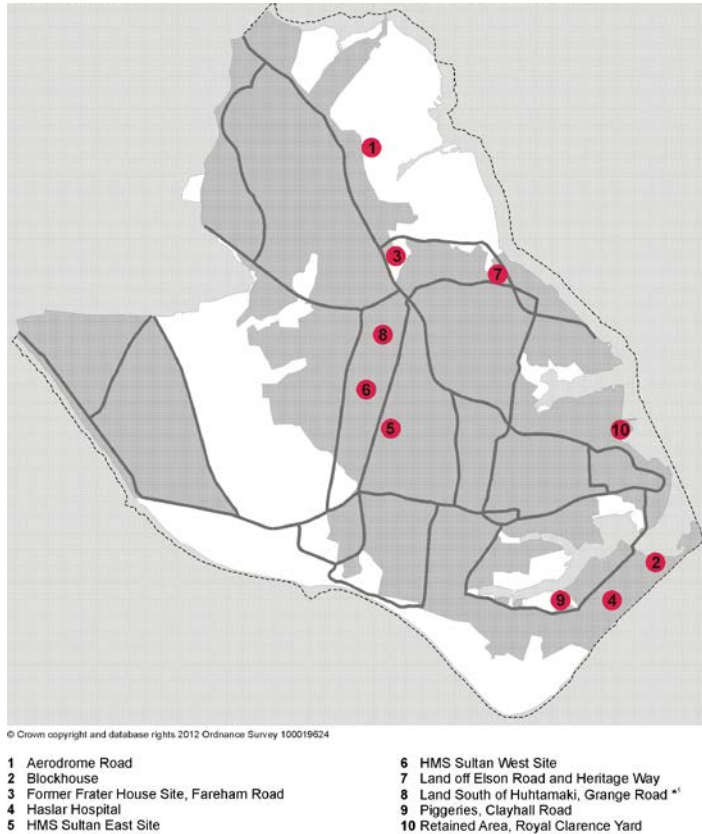 1
3
7
8
6
5
10
2
9
4
© Crown copyright and database rights 2012 Ordnance Survey 100019624
1 Aerodrome Road
2 Blockhouse
3 Former Frater House Site, Fareham Road
4 Haslar Hospital
5 HMS Sultan East Site
6 HMS Sultan West Site
7 Land off Elson Road and Heritage Way
8 Land South of Huhtamaki, Grange Road *¹
9 Piggeries, Clayhall Road
10 Retained Area, Royal Clarence Yard